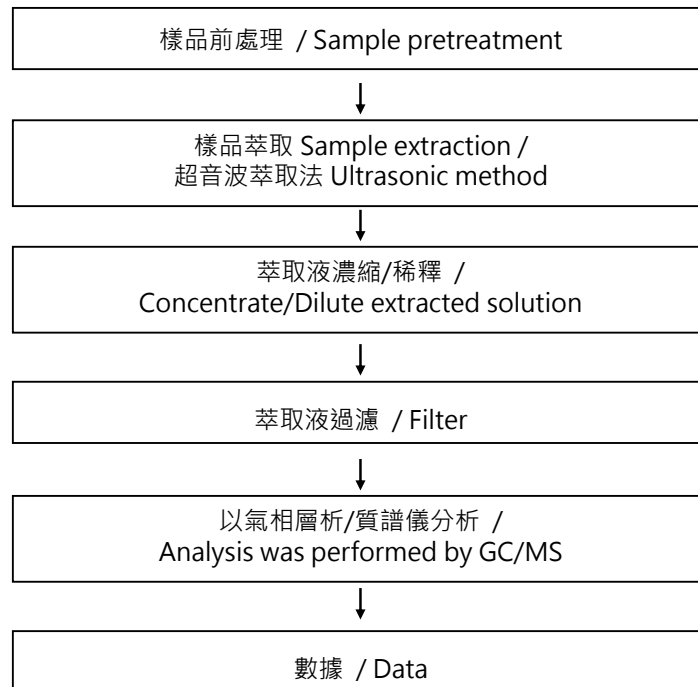 樣品前處理 / Sample pretreatment
樣品萃取 Sample extraction /
超音波萃取法 Ultrasonic method
萃取液濃縮/稀釋 /
Concentrate/Dilute extracted solution
萃取液過濾 / Filter
以氣相層析/質譜儀分析 /
Analysis was performed by GC/MS
數據 / Data